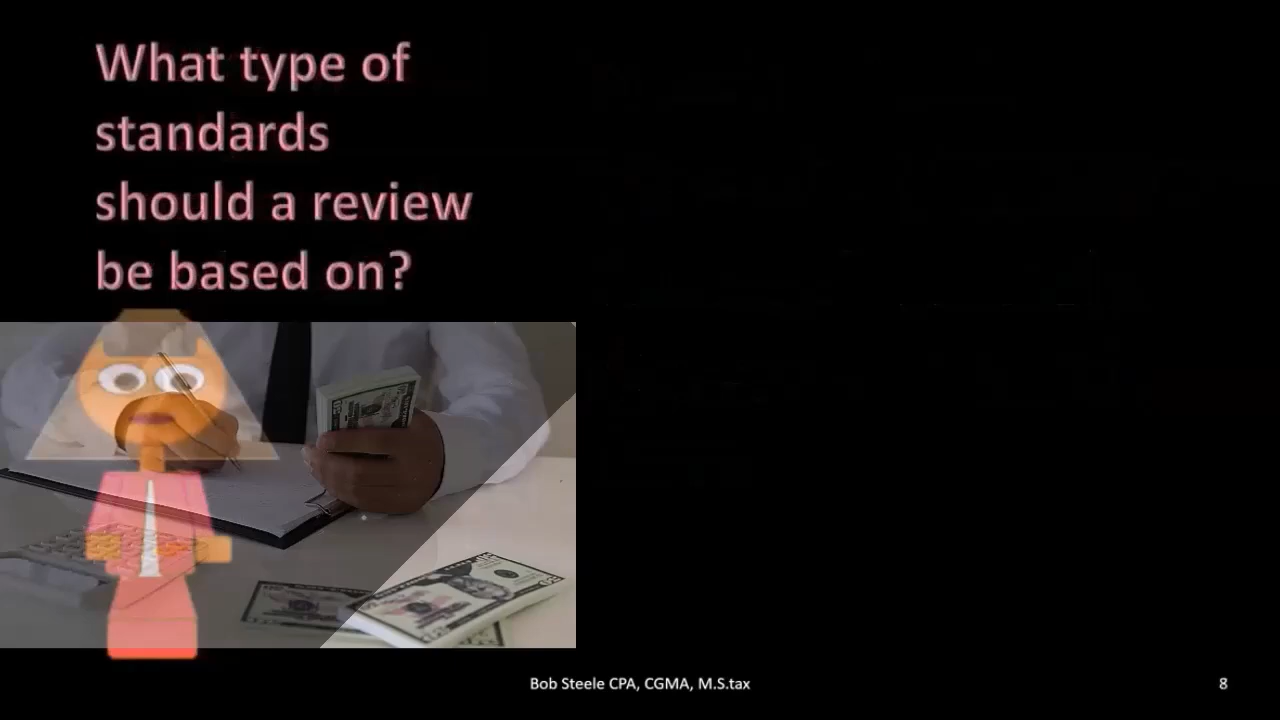 What type of
standards
should a review
be based on?
Bob Steele CPA, CGMA, M.S.tax
8